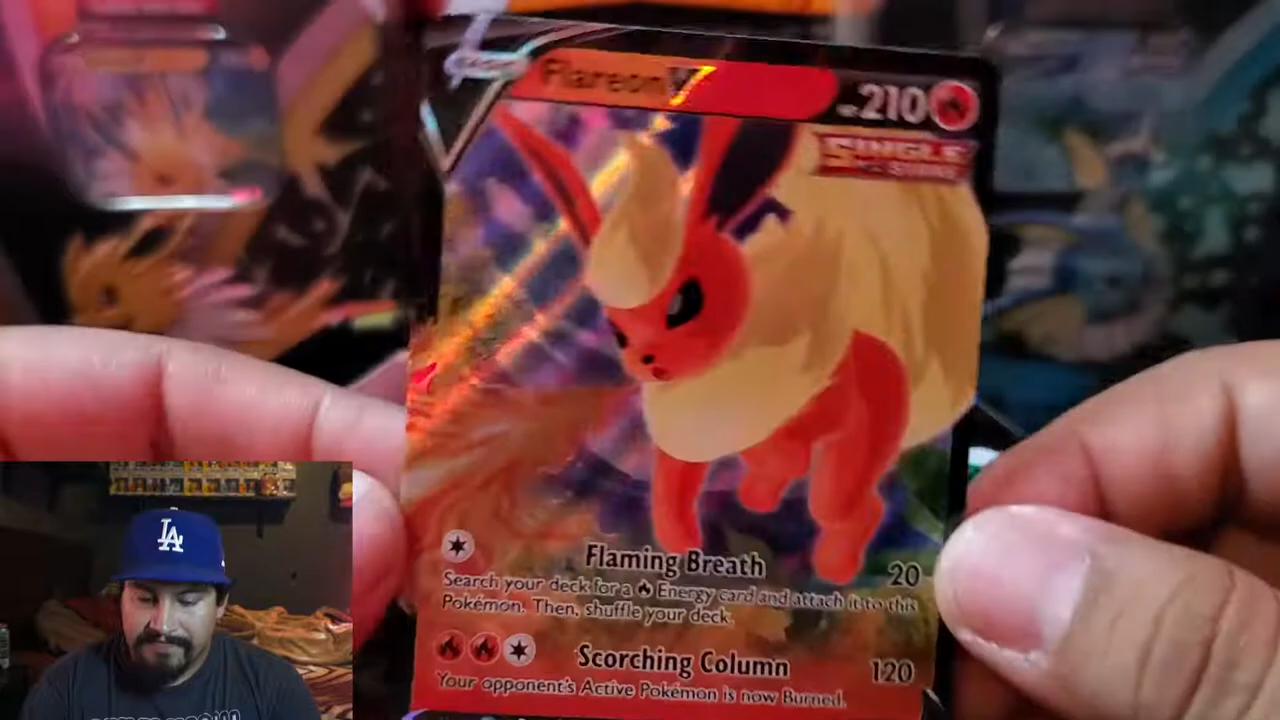 Flareon V
210
SINGLE
STRIKE
Flaming Breath 20
Search your deck for a Energy card and attach it to this
Pokémon. Then, shuffle your deck.
Scorching Column 120
Your opponent's Active Pokémon is now Burned.
LA